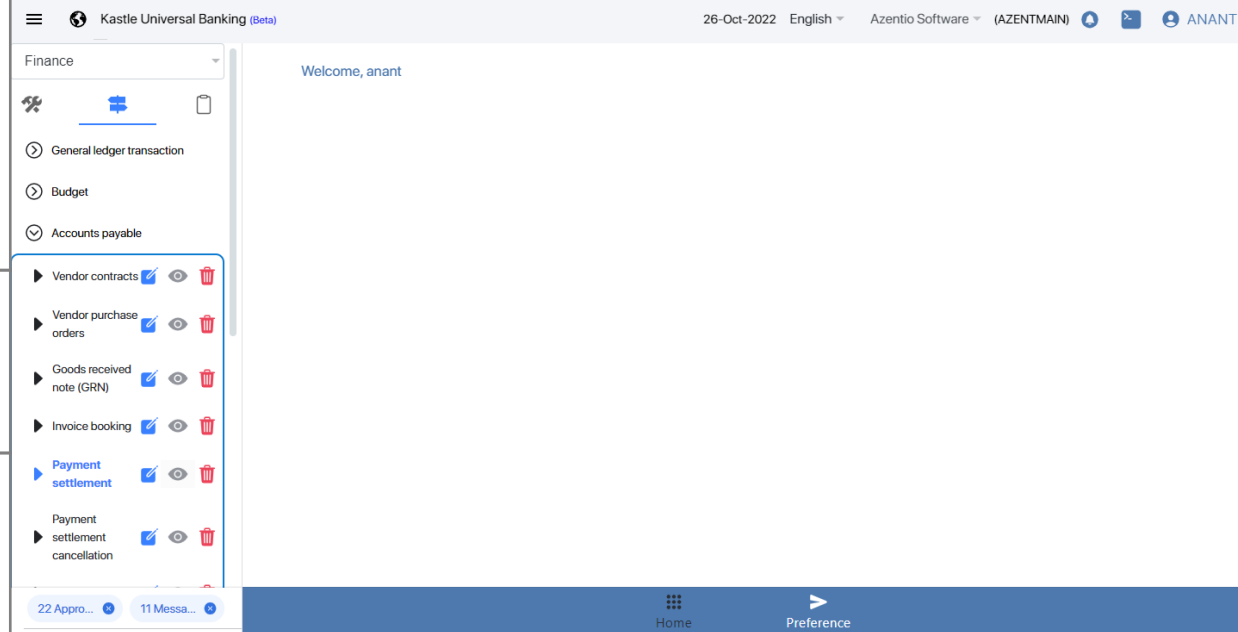 Kastle Universal Banking (Beta)
26-Oct-2022 English Azentio Software (AZENTMAIN) ANANT
Finance
Welcome, anant
General ledger transaction
Budget
Accounts payable
Vendor contracts
Vendor purchase
orders
Goods received
note (GRN)
Invoice booking
Payment
settlement
Payment
settlement
cancellation
22 Appro... 11 Messa...
Home Preference